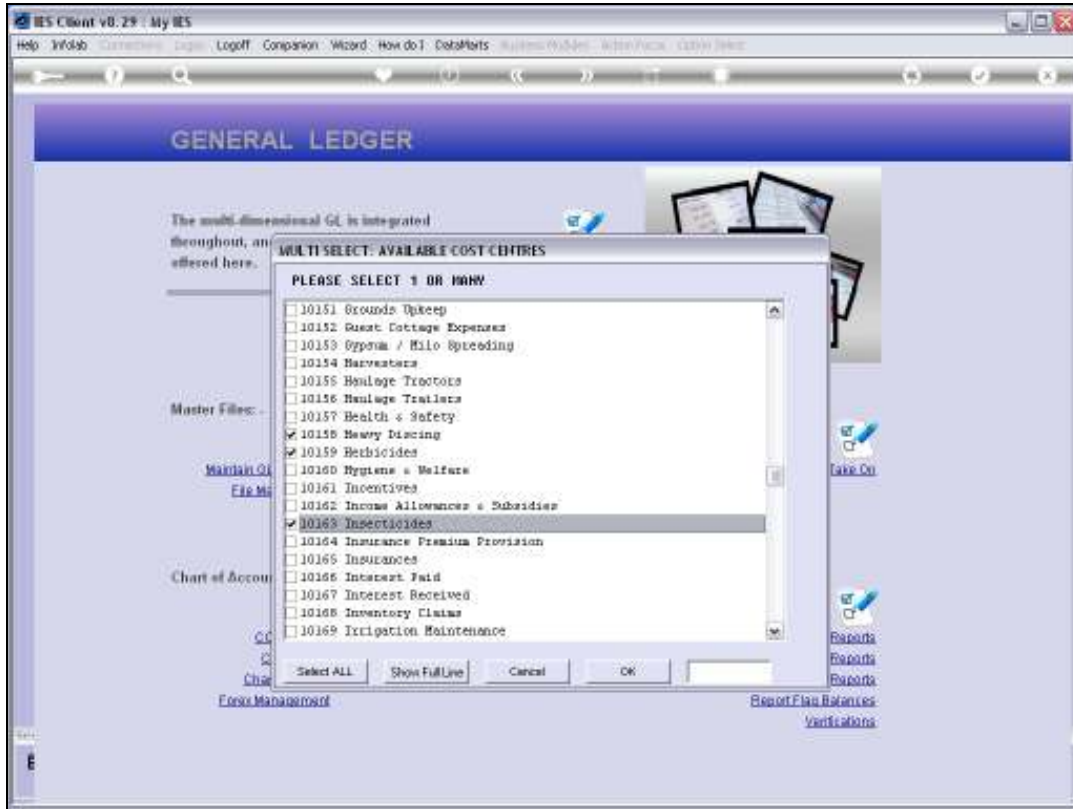 IES Client v8.29 : My IES
Help Infolab Logoff Companion Wizard How do I DataMarts
GENERAL LEDGER
The multi-dimensional GL is integrated
throughout, an
offered here.
MULTI SELECT: AVAILABLE COST CENTRES
PLEASE SELECT 1 OR MANY
10151 Grounds Upkeep
10152 Guest Cottage Expenses
10153 Gypsum / Milo Spreading
10154 Harvesters
10155 Haulage Tractors
10156 Haulage Trailers
10157 Health & Safety
10158 Heavy Discing
10159 Herbicides
10160 Hygiene & Welfare
10161 Incentives
10162 Income Allowances & Subsidies
10163 Insecticides
10164 Insurance Premium Provision
10165 Insurances
10166 Interest Paid
10167 Interest Received
10168 Inventory Claims
10169 Irrigation Maintenance
Select ALL Show Full Line Cancel OK
Master Files: -
Maintain GL
Take On
File Ma
Chart of Accou
Reports
Reports
Char
Reports
Forex Management
Report Flag Balances
Verifications